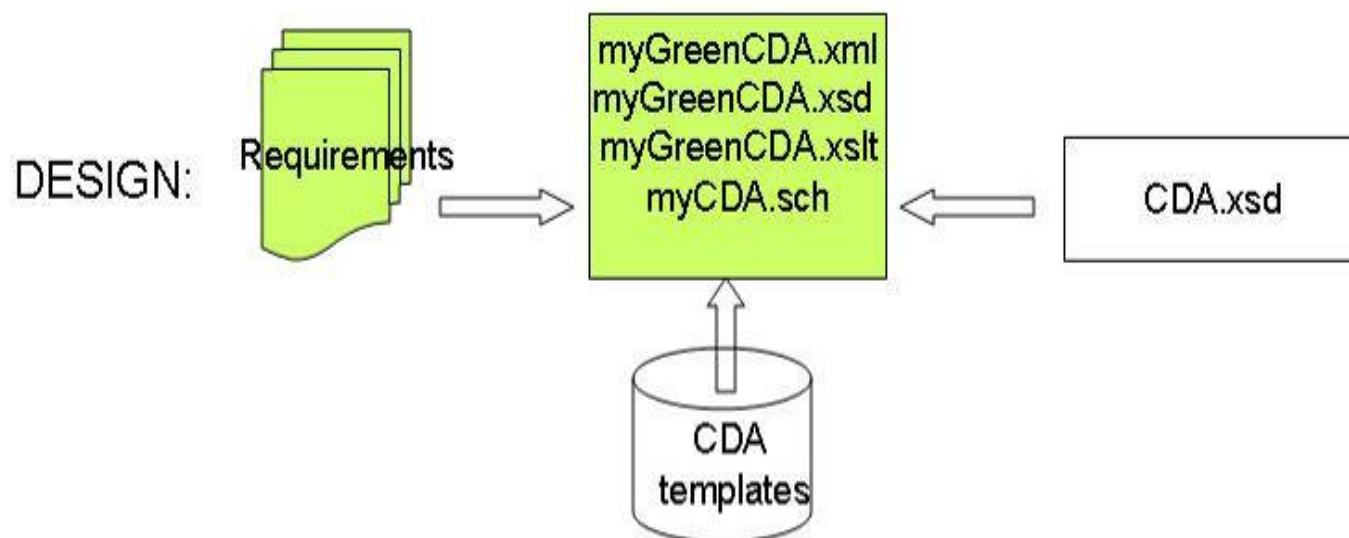 DESIGN:
Requirements
myGreenCDA.xml
myGreenCDA.xsd
myGreenCDA.xslt
myCDA.sch
CDA.xsd
CDA
templates